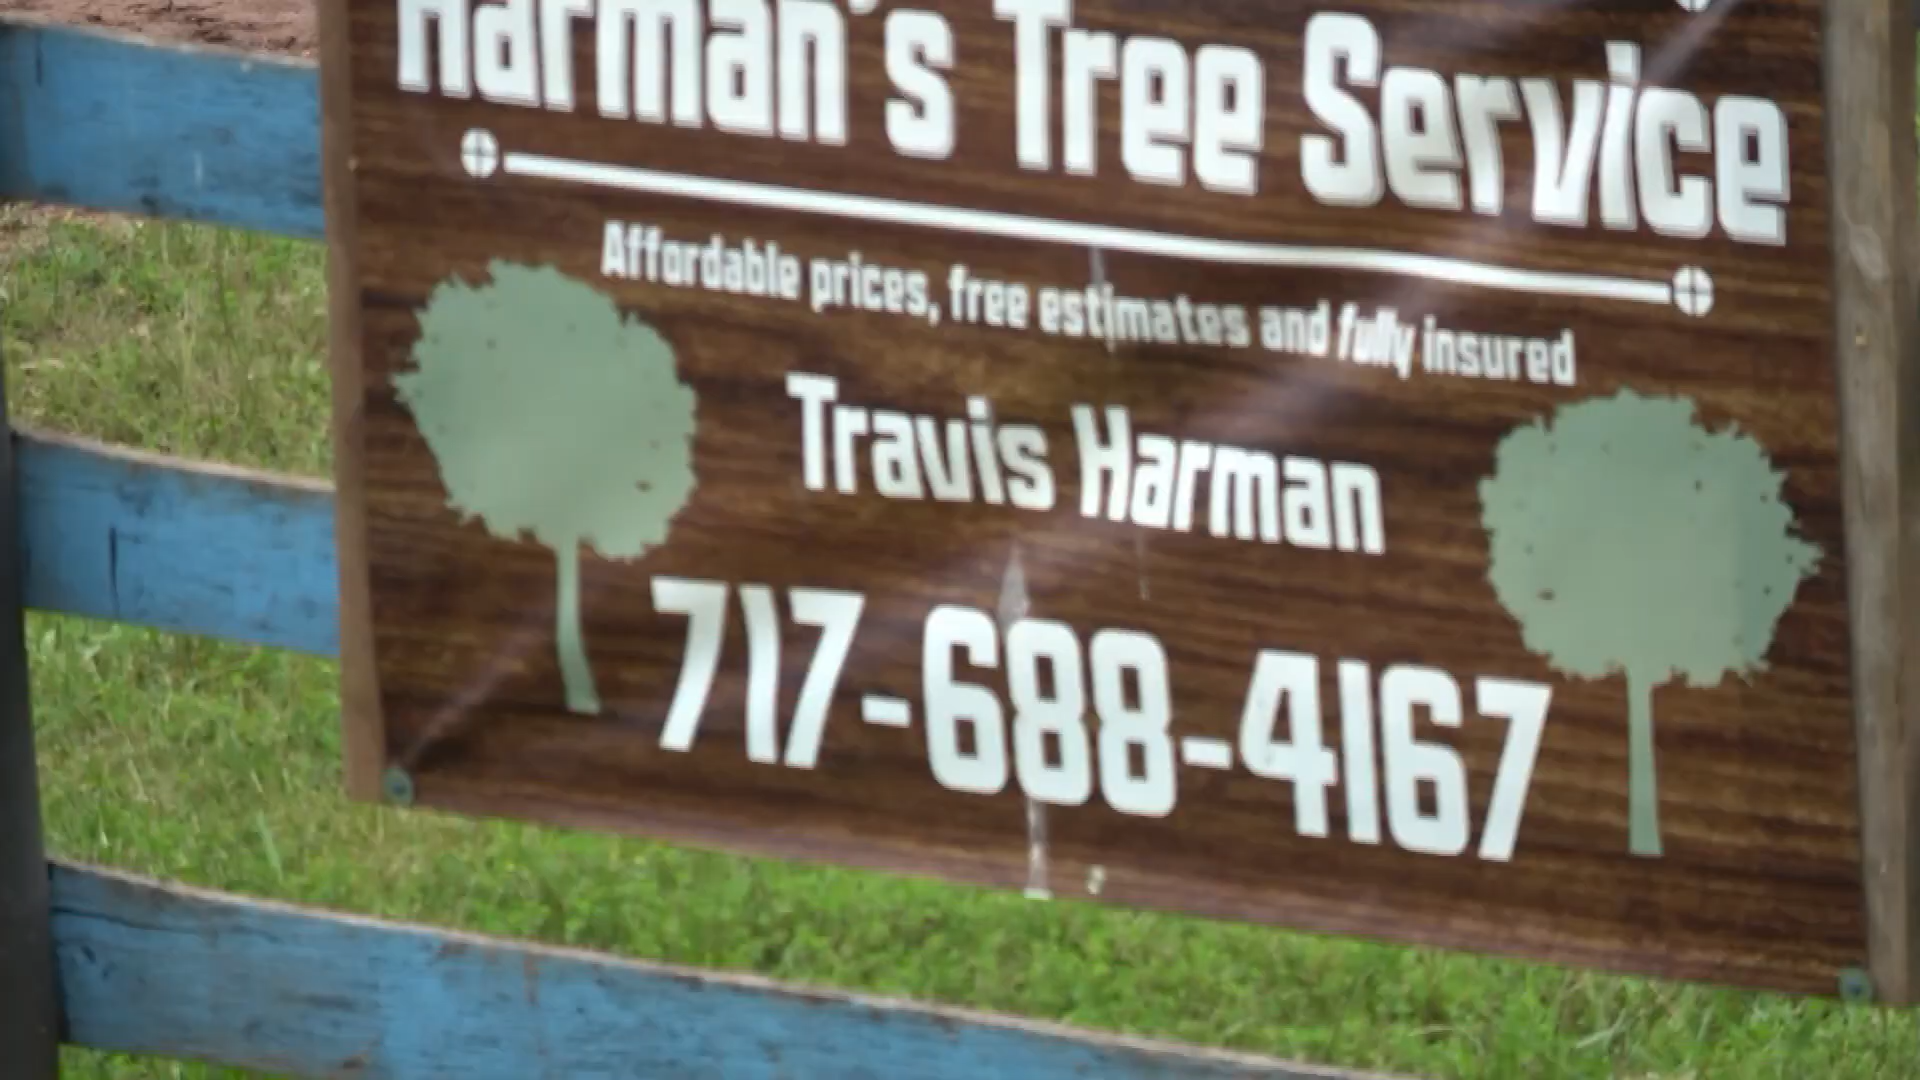 Harman's Tree Service
Affordable prices, free estimates and fully insured
Travis Harman
717-688-4167